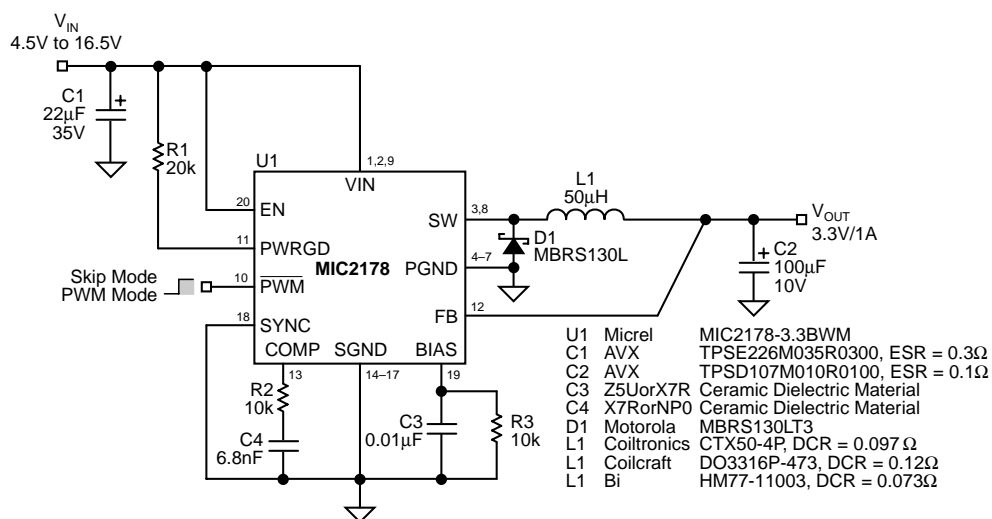 VIN
4.5V to 16.5V
C1
22µF
35V
R1
20k
U1
1,2,9
VIN
20
EN
11
PWRGD
MIC2178
Skip Mode
PWM Mode
10
PWM
18
SYNC
COMP
SGND
BIAS
SW
3,8
PGND
4–7
FB
12
L1
50µH
D1
MBRS130L
VOUT
3.3V/1A
C2
100µF
10V
13
14–17
19
R2
10k
C4
6.8nF
C3
0.01µF
R3
10k
U1 Micrel MIC2178-3.3BWM
C1 AVX TPSE226M035R0300, ESR = 0.3Ω
C2 AVX TPSD107M010R0100, ESR = 0.1Ω
C3 Z5UorX7R Ceramic Dielectric Material
C4 X7RorNP0 Ceramic Dielectric Material
D1 Motorola MBRS130LT3
L1 Coiltronics CTX50-4P, DCR = 0.097Ω
L1 Coilcraft DO3316P-473, DCR = 0.12Ω
L1 Bi HM77-11003, DCR = 0.073Ω